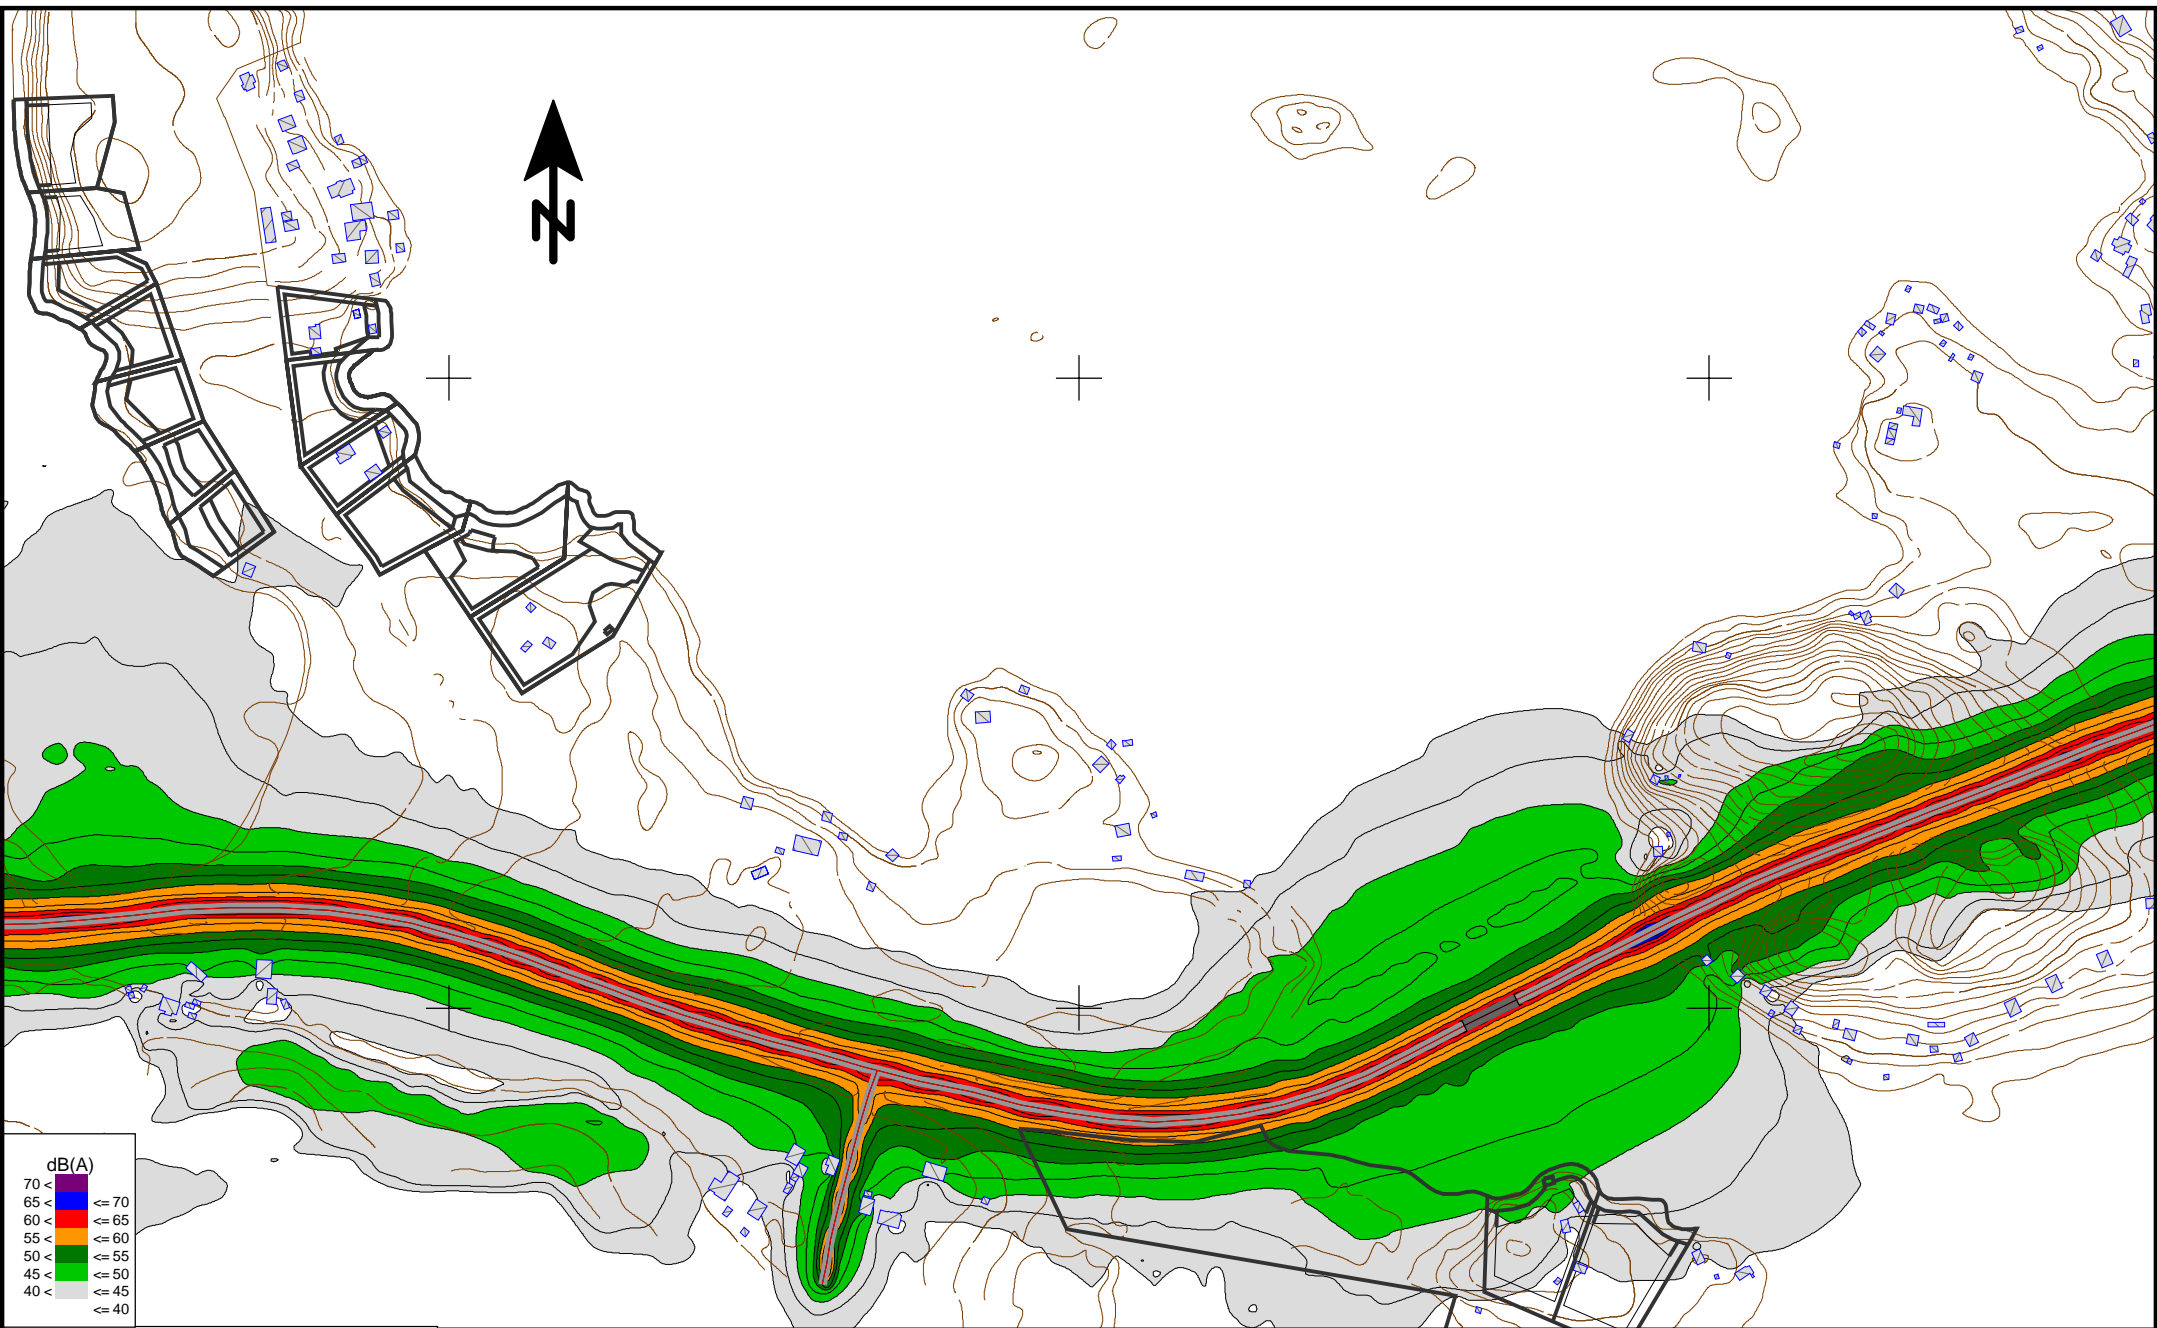 N
dB(A)
70 <
65 < <= 70
60 < <= 65
55 < <= 60
50 < <= 55
45 < <= 50
40 < <= 45
<= 40